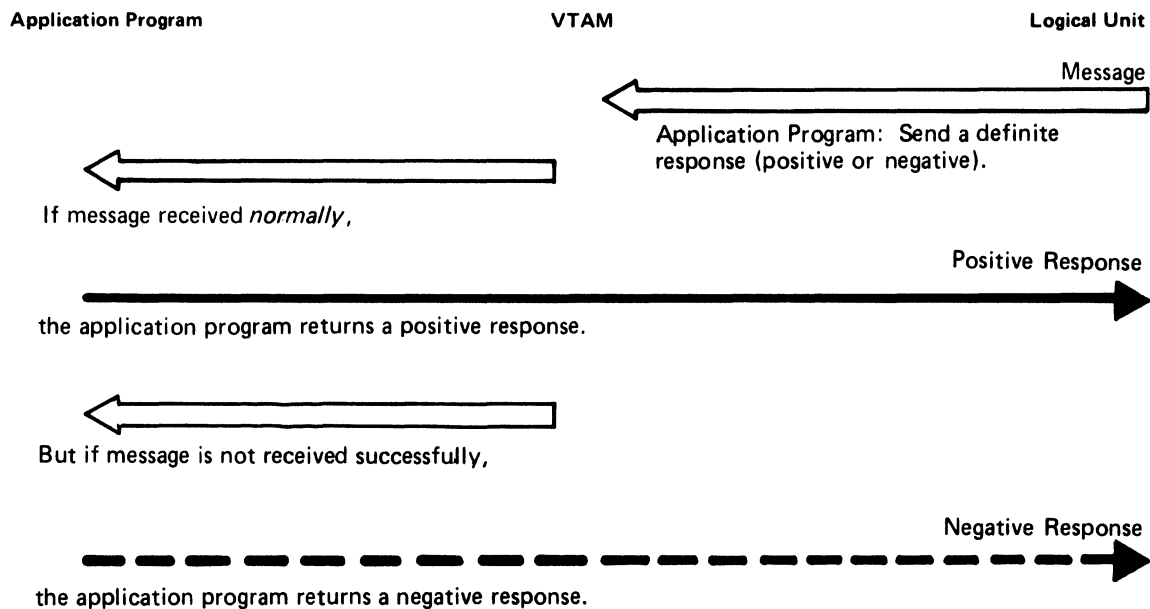 Application Program VTAM Logical Unit
Message
Application Program: Send a definite
response (positive or negative).
If message received normally,
Positive Response
the application program returns a positive response.
But if message is not received successfully,
Negative Response
the application program returns a negative response.